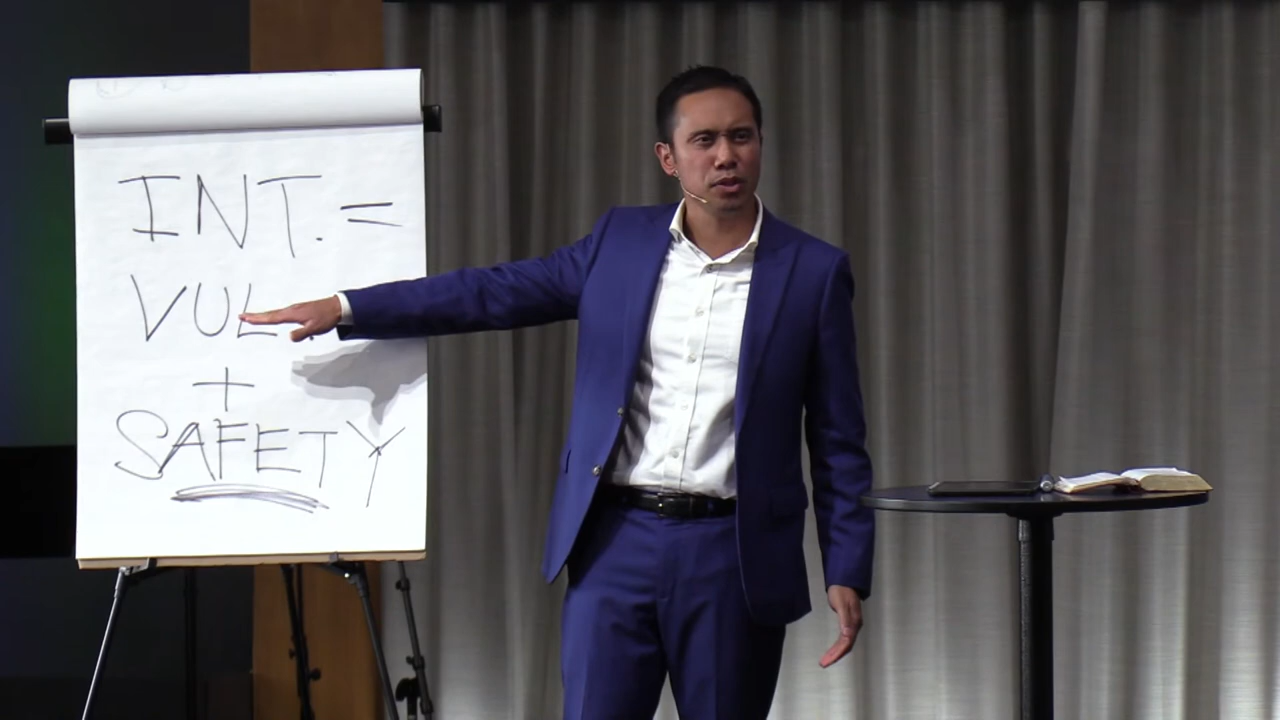 INT. =
VUL
+
SAFETY